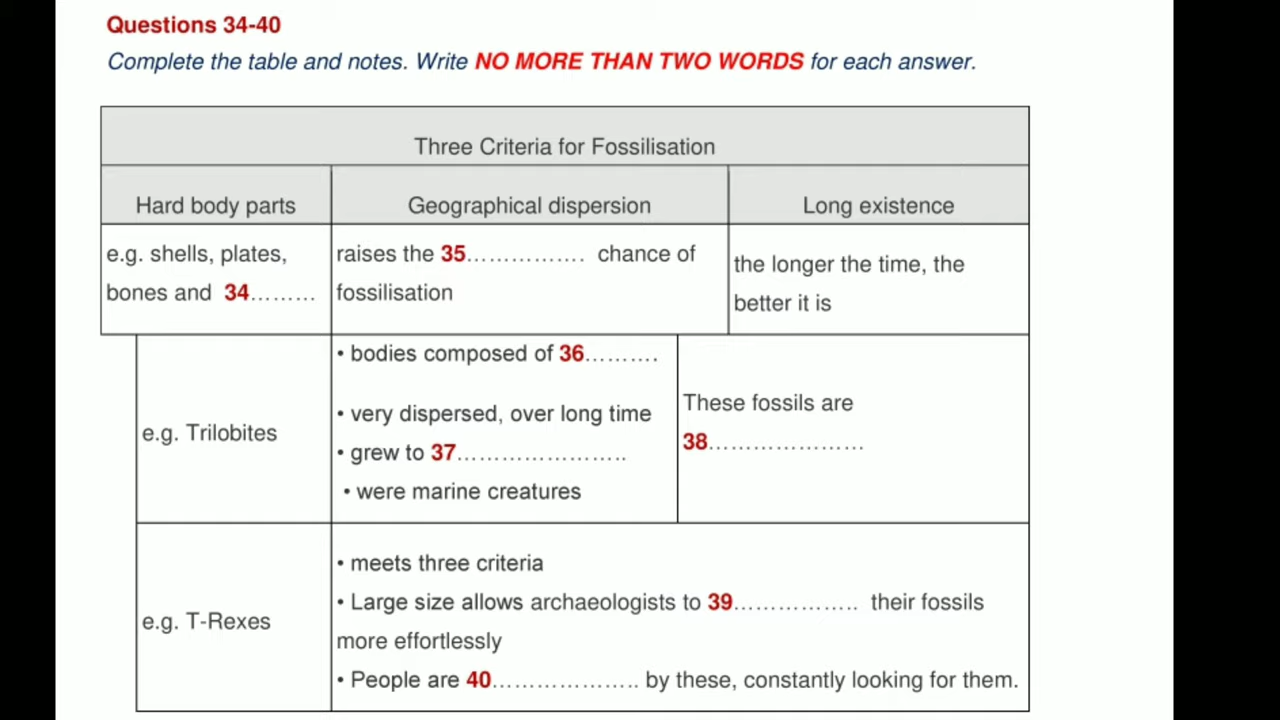 Questions 34-40
Complete the table and notes. Write NO MORE THAN TWO WORDS for each answer.
Three Criteria for Fossilisation
Hard body parts
Geographical dispersion
Long existence
e.g. shells, plates,
bones and 34………
raises the 35……………. chance of
fossilisation
the longer the time, the
better it is
e.g. Trilobites
• bodies composed of 36……….
• very dispersed, over long time
• grew to 37…………………..
• were marine creatures
These fossils are
38…………………
e.g. T-Rexes
• meets three criteria
• Large size allows archaeologists to 39…………….. their fossils
more effortlessly
• People are 40……………….. by these, constantly looking for them.